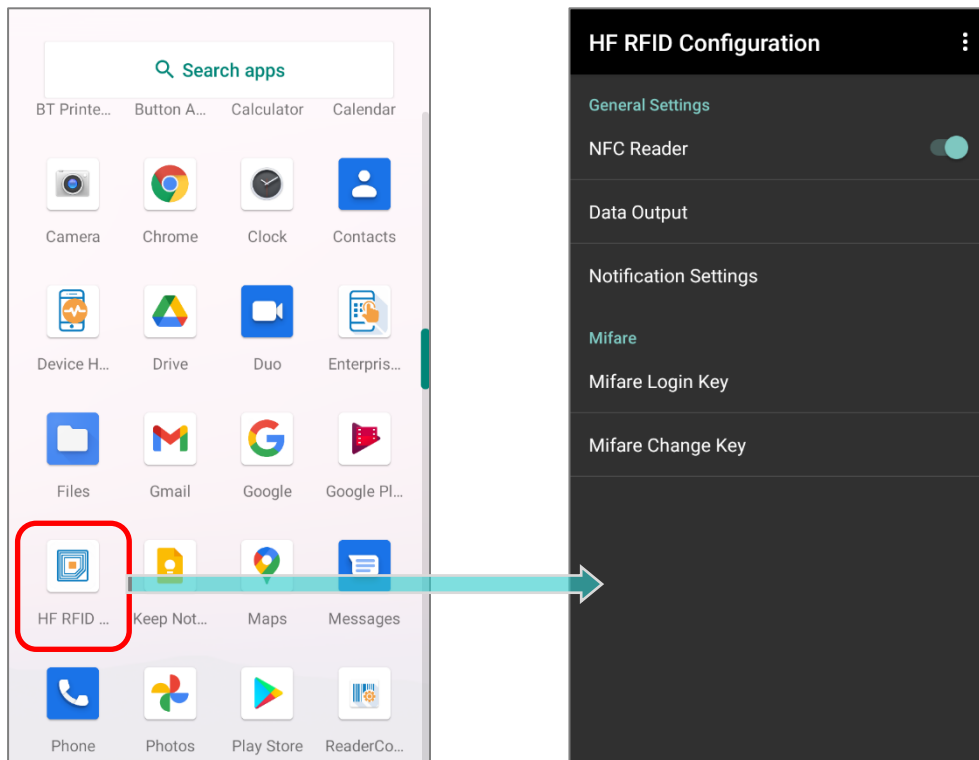 Search apps
BT Printe... Button A... Calculator Calendar
Camera Chrome Clock Contacts
Device H... Drive Duo Enterpris...
Files Gmail Google Google Pl...
HF RFID ... Keep Not... Maps Messages
Phone Photos Play Store ReaderCo...
HF RFID Configuration
General Settings
NFC Reader
Data Output
Notification Settings
Mifare
Mifare Login Key
Mifare Change Key